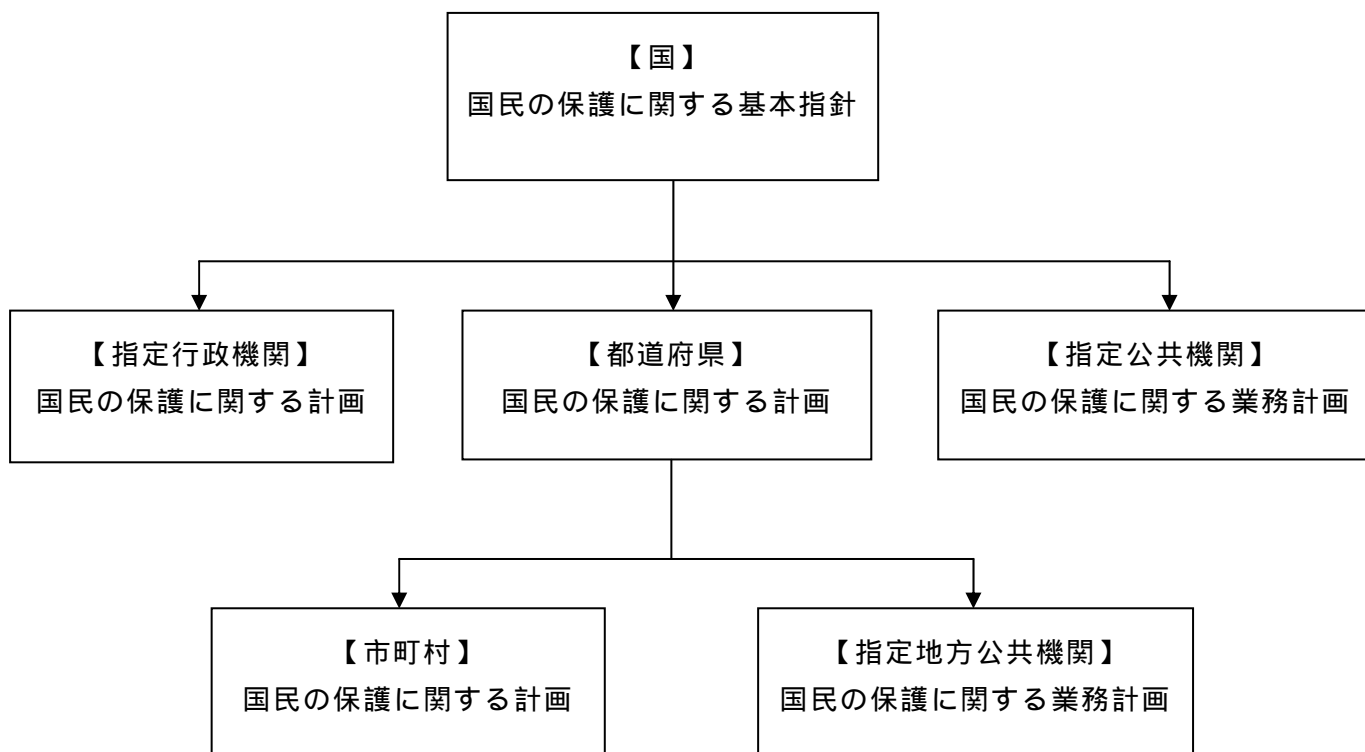 【国】
国民の保護に関する基本指針
【指定行政機関】
国民の保護に関する計画
【都道府県】
国民の保護に関する計画
【指定公共機関】
国民の保護に関する業務計画
【市町村】
国民の保護に関する計画
【指定地方公共機関】
国民の保護に関する業務計画